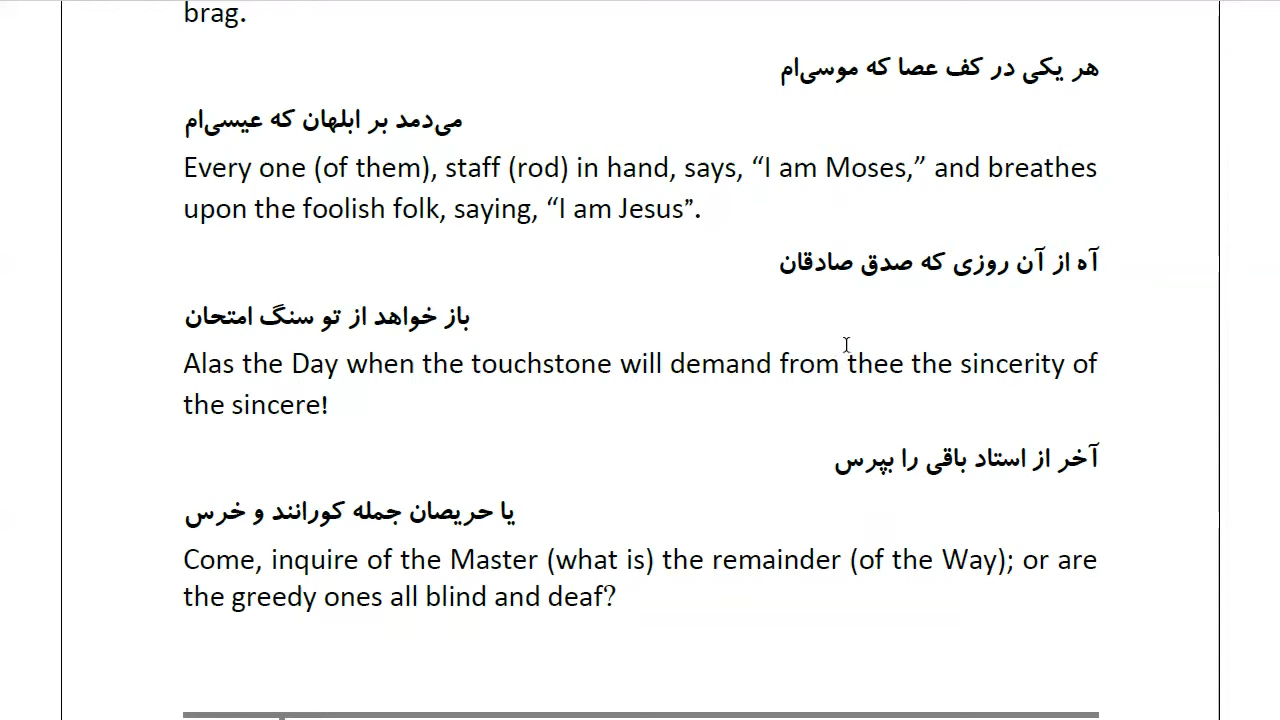 brag.
هر یکی در کف عصا که موسی‌ام
می‌دمد بر ابلهان که عیسی‌ام
Every one (of them), staff (rod) in hand, says, “I am Moses,” and breathes
upon the foolish folk, saying, “I am Jesus”.
آه از آن روزی که صدق صادقان
باز خواهد از تو سنگ امتحان
Alas the Day when the touchstone will demand from thee the sincerity of
the sincere!
آخر از استاد باقی را بپرس
یا حریصان جمله کورانند و خرس
Come, inquire of the Master (what is) the remainder (of the Way); or are
the greedy ones all blind and deaf?